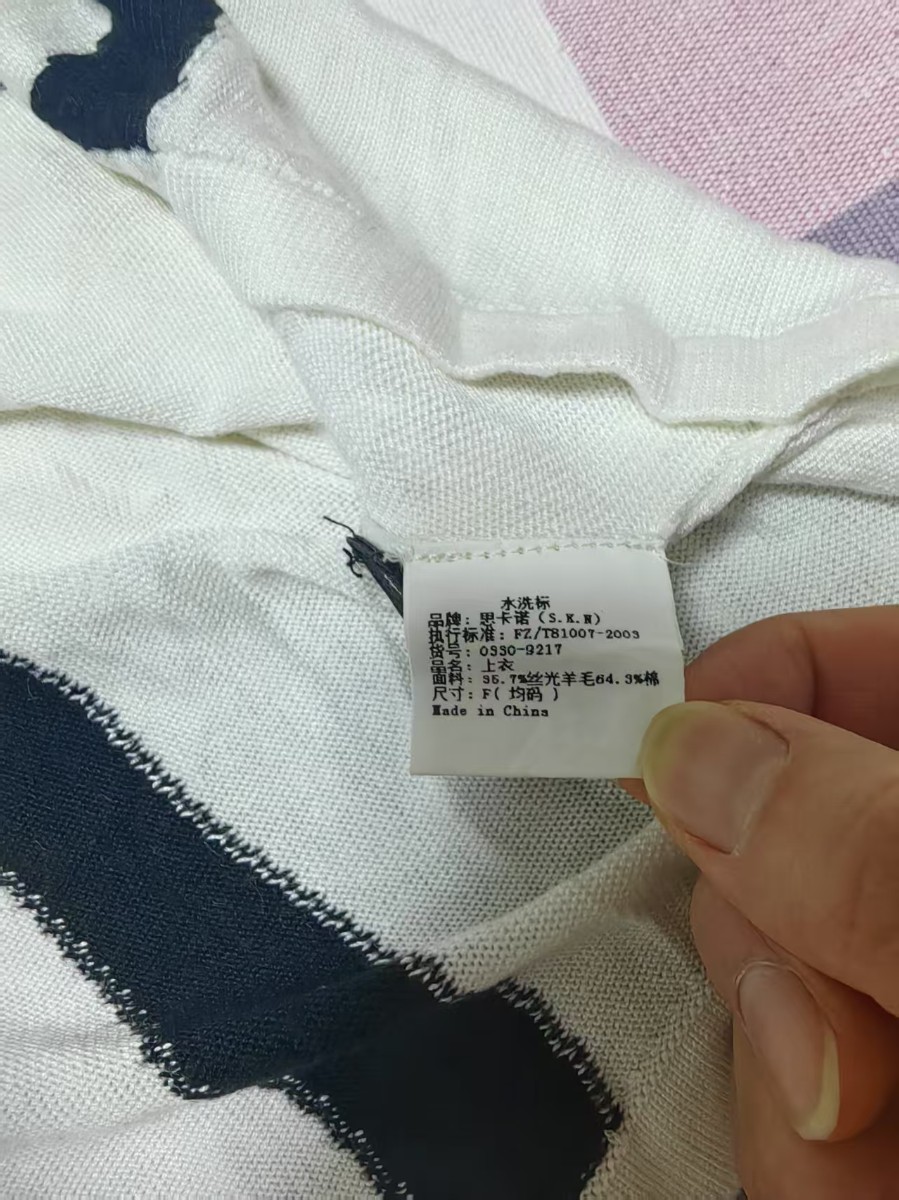 水洗标
品牌：思卡诺（S.K.N）
执行标准：FZ/T81007-2003
货号：0330-9217
品名：上衣
面料：35.7%丝光羊毛64.3%棉
尺寸：F( 均码 )
Made in China